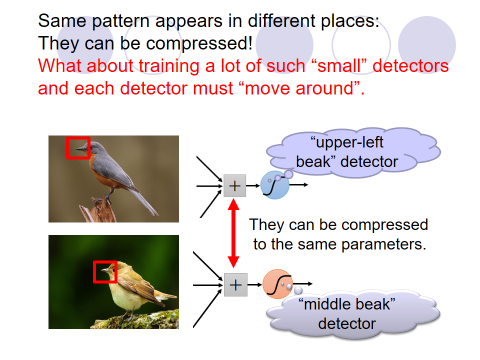 Same pattern appears in different places:
They can be compressed!
What about training a lot of such “small” detectors
and each detector must “move around”.
“upper-left
beak” detector
+
They can be compressed
to the same parameters.
+
“middle beak”
detector